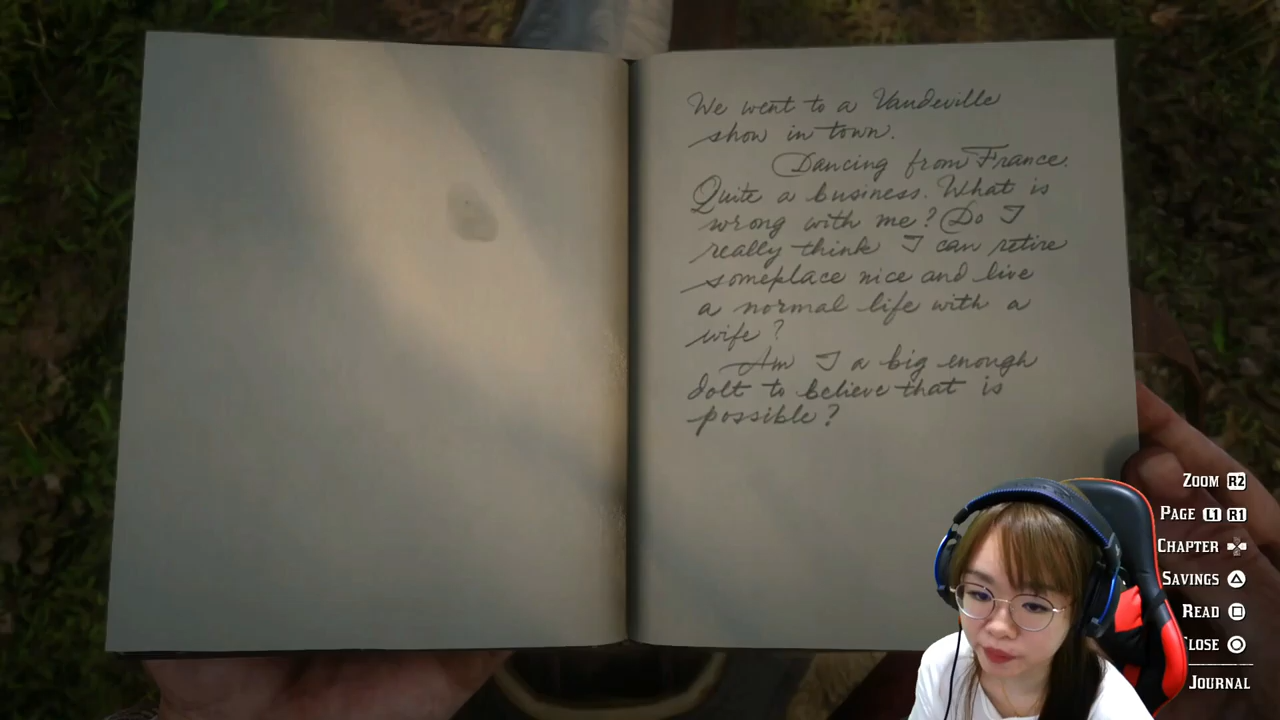 We went to a Vaudeville
show in town.
Dancing from France.
Quite a business. What is
wrong with me? Do I
really think I can retire
someplace nice and live
a normal life with a
wife?
Am I a big enough
dolt to believe that is
possible?
ZOOM R2
PAGE L1 R1
CHAPTER
SAVINGS
READ
CLOSE
JOURNAL